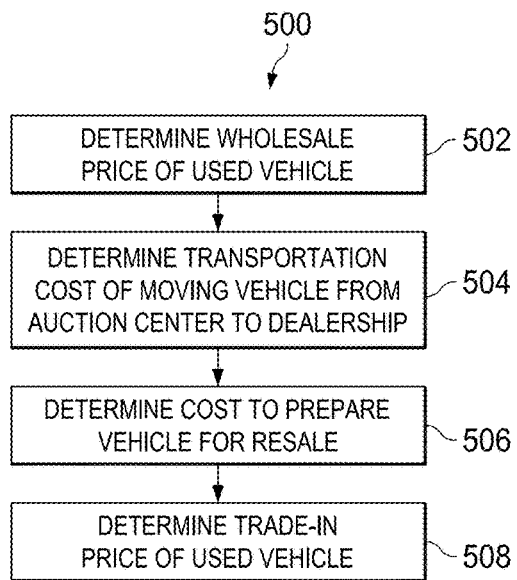 500
DETERMINE WHOLESALE
PRICE OF USED VEHICLE
502
DETERMINE TRANSPORTATION
COST OF MOVING VEHICLE FROM
AUCTION CENTER TO DEALERSHIP
504
DETERMINE COST TO PREPARE
VEHICLE FOR RESALE
506
DETERMINE TRADE-IN
PRICE OF USED VEHICLE
508